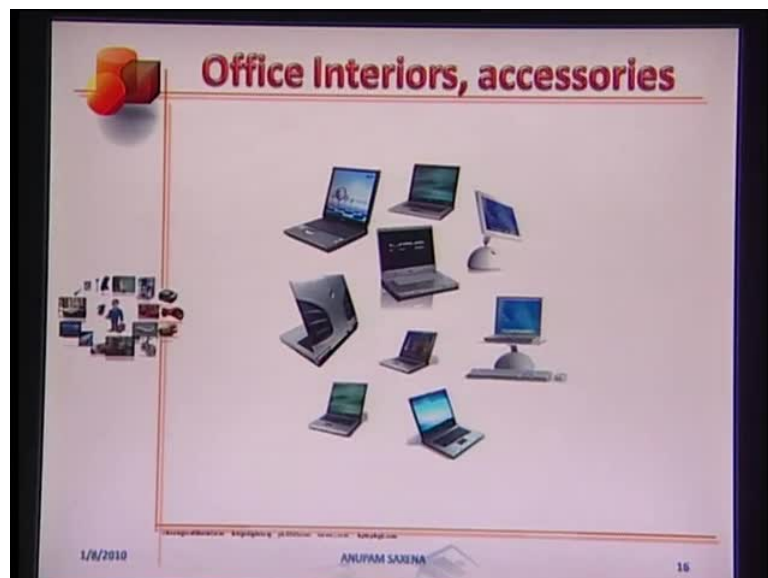 Office Interiors, accessories
1/8/2010
ANUPAM SAXENA
16